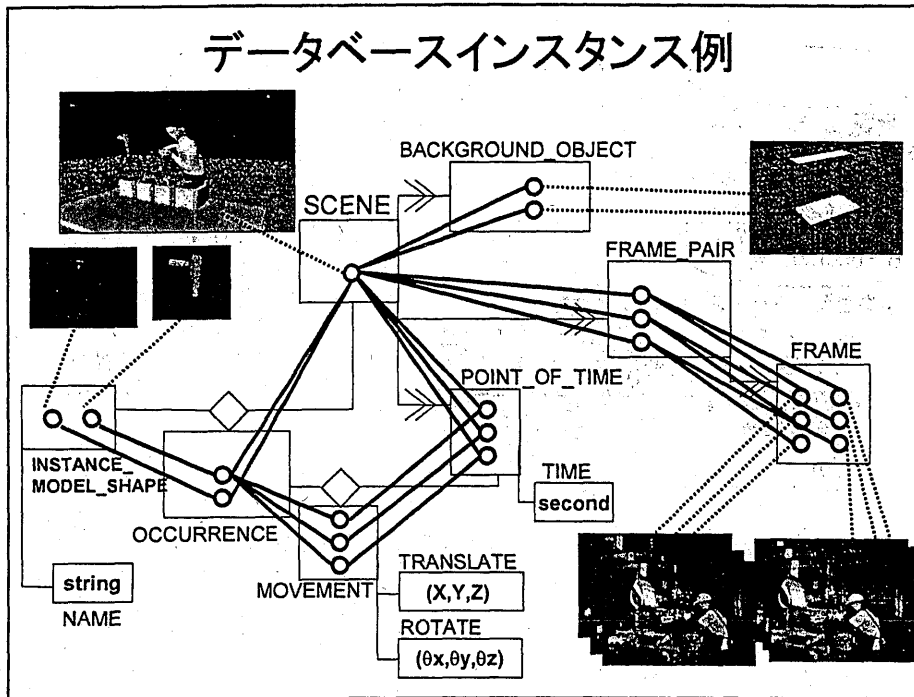 データベースインスタンス例
BACKGROUND_OBJECT
SCENE
FRAME_PAIR
FRAME
POINT_OF_TIME
INSTANCE_
MODEL_SHAPE
TIME
second
OCCURRENCE
string
NAME
MOVEMENT
TRANSLATE
(X,Y,Z)
ROTATE
(θx,θy,θz)